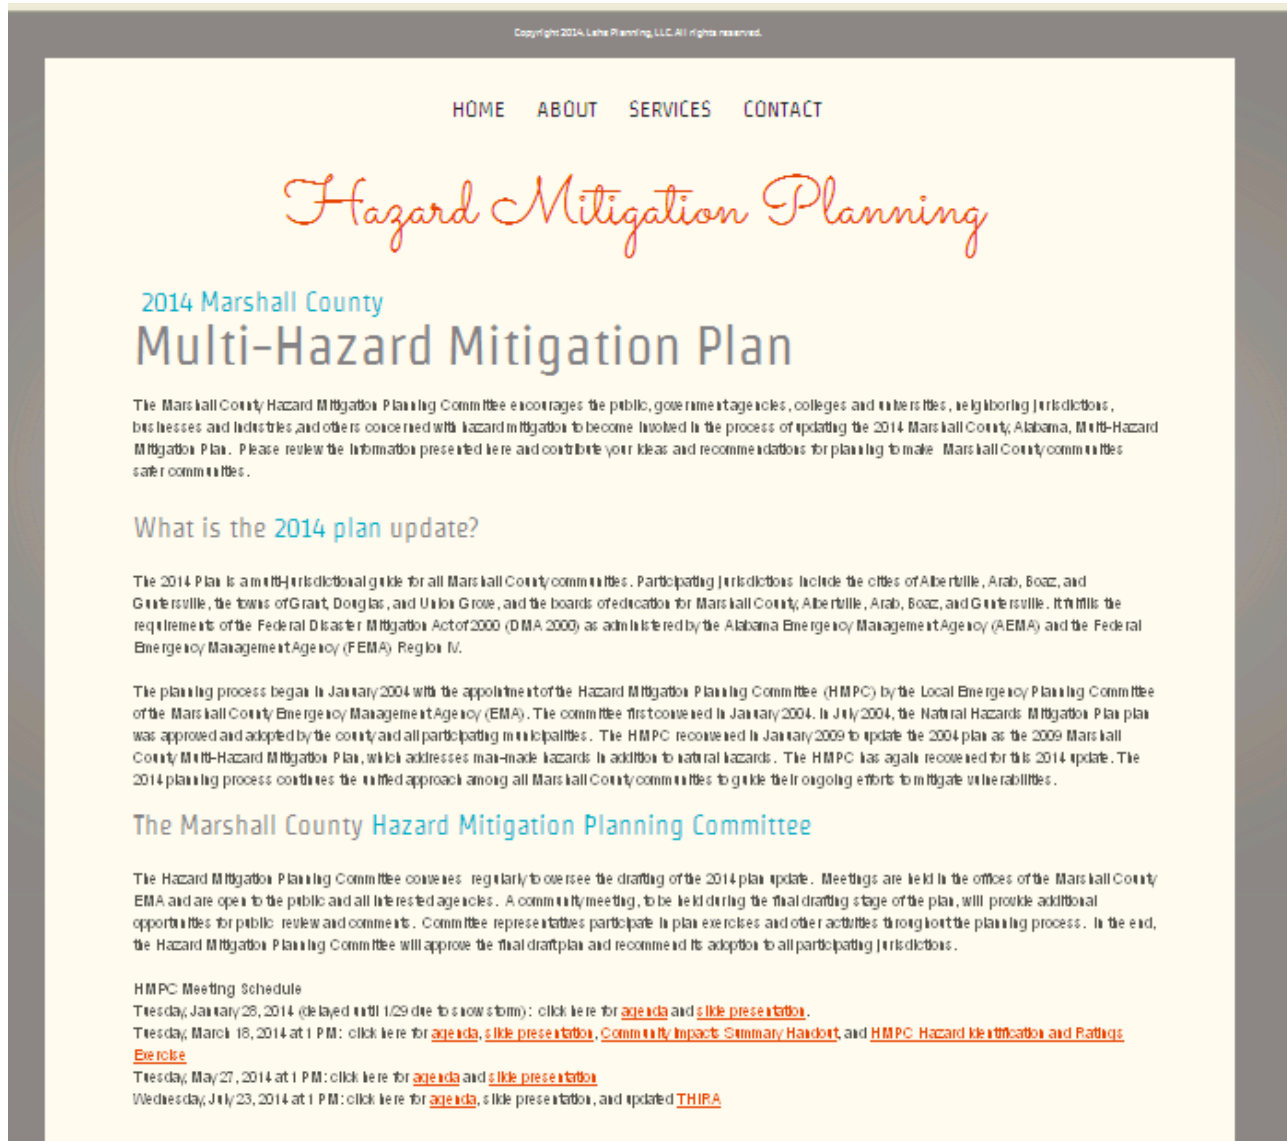 Copyright 2014. Lehe Planning, LLC. All rights reserved.
HOME ABOUT SERVICES CONTACT
Hazard Mitigation Planning
2014 Marshall County
Multi-Hazard Mitigation Plan
The Marshall County Hazard Mitigation Planning Committee encourages the public, government agencies, colleges and universities, neighboring jurisdictions,
businesses and industries,and others concerned with hazard mitigation to become involved in the process of updating the 2014 Marshall County, Alabama, Multi-Hazard
Mitigation Plan. Please review the information presented here and contribute your ideas and recommendations for planning to make Marshall County communities
safer communities.
What is the 2014 plan update?
The 2014 Plan is a multi-jurisdictional guide for all Marshall County communities. Participating jurisdictions include the cities of Albertville, Arab, Boaz, and
Guntersville, the towns of Grant, Douglas, and Union Grove, and the boards of education for Marshall County, Albertville, Arab, Boaz, and Guntersville. It fulfills the
requirements of the Federal Disaster Mitigation Act of 2000 (DMA 2000) as administered by the Alabama Emergency Management Agency (AEMA) and the Federal
Emergency Management Agency (FEMA) Region IV.
The planning process began in January 2004 with the appointment of the Hazard Mitigation Planning Committee (HMPC) by the Local Emergency Planning Committee
of the Marshall County Emergency Management Agency (EMA). The committee first convened in January 2004. In July 2004, the Natural Hazards Mitigation Plan plan
was approved and adopted by the county and all participating municipalities. The HMPC reconvened in January 2009 to update the 2004 plan as the 2009 Marshall
County Multi-Hazard Mitigation Plan, which addresses man-made hazards in addition to natural hazards. The HMPC has again recovened for this 2014 update. The
2014 planning process continues the unified approach among all Marshall County communities to guide their ongoing efforts to mitigate vulnerabilities.
The Marshall County Hazard Mitigation Planning Committee
The Hazard Mitigation Planning Committee convenes regularly to oversee the drafting of the 2014 plan update. Meetings are held in the offices of the Marshall County
EMA and are open to the public and all interested agencies. A community meeting, to be held during the final drafting stage of the plan, will provide additional
opportunities for public review and comments. Committee representatives participate in plan exercises and other activities throughout the planning process. In the end,
the Hazard Mitigation Planning Committee will approve the final draft plan and recommend its adoption to all participating jurisdictions.
HMPC Meeting Schedule
Tuesday, January 28, 2014 (delayed until 1/29 due to snow storm): click here for agenda and slide presentation.
Tuesday, March 18, 2014 at 1 PM: click here for agenda, slide presentation, Community Impacts Summary Handout, and HMPC Hazard Identification and Ratings
Exercise
Tuesday, May 27, 2014 at 1 PM: click here for agenda and slide presentation
Wednesday, July 23, 2014 at 1 PM: click here for agenda, slide presentation, and updated THIRA